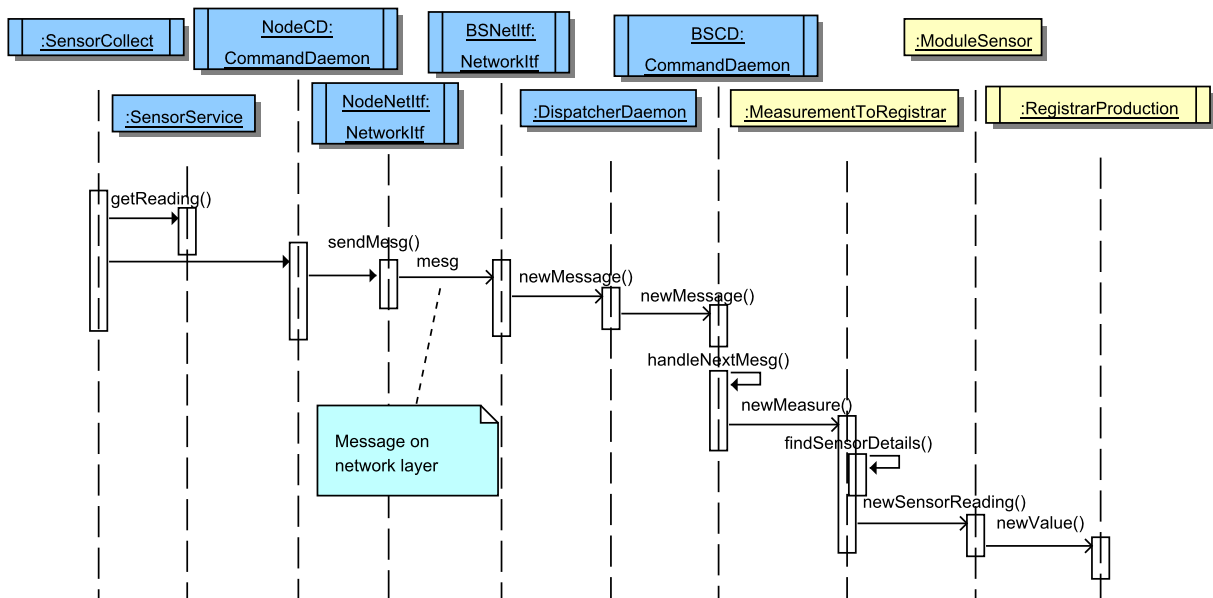 :SensorCollect
NodeCD:
CommandDaemon
BSNetItf:
NetworkItf
BSCD:
CommandDaemon
:ModuleSensor
:SensorService
NodeNetItf:
NetworkItf
:DispatcherDaemon
:MeasurementToRegistrar
:RegistrarProduction
getReading()
sendMesg()
mesg
newMessage()
newMessage()
handleNextMesg()
newMeasure()
Message on
network layer
findSensorDetails()
newSensorReading()
newValue()